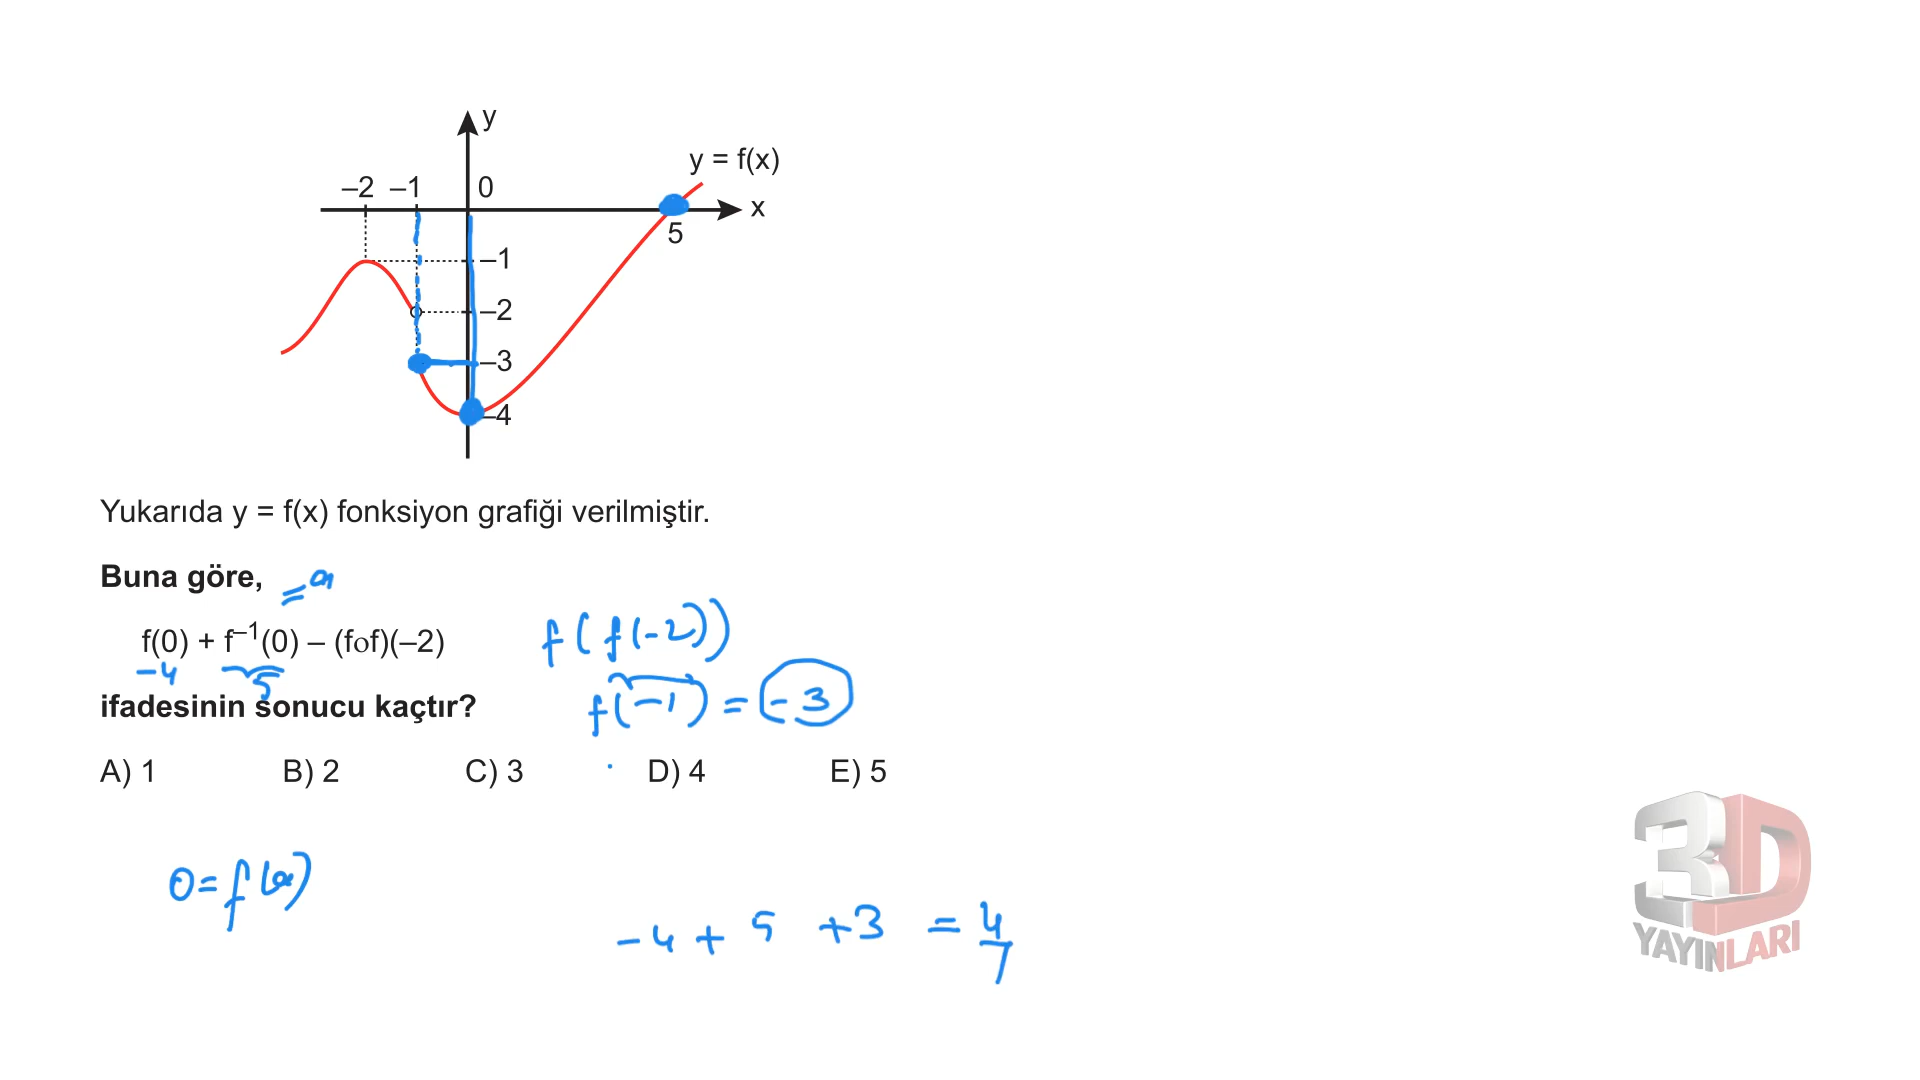 y
y = f(x)
–2 –1 0
x
5
–1
–2
–3
–4
Yukarıda y = f(x) fonksiyon grafiği verilmiştir.
Buna göre, = a
f(0) + f⁻¹(0) – (fof)(–2)
-4 5
f(f(-2))
ifadesinin sonucu kaçtır?
f(-1) = -3
A) 1 B) 2 C) 3 D) 4 E) 5
0 = f(a)
-4 + 5 + 3 = 4
3D
YAYINLARI